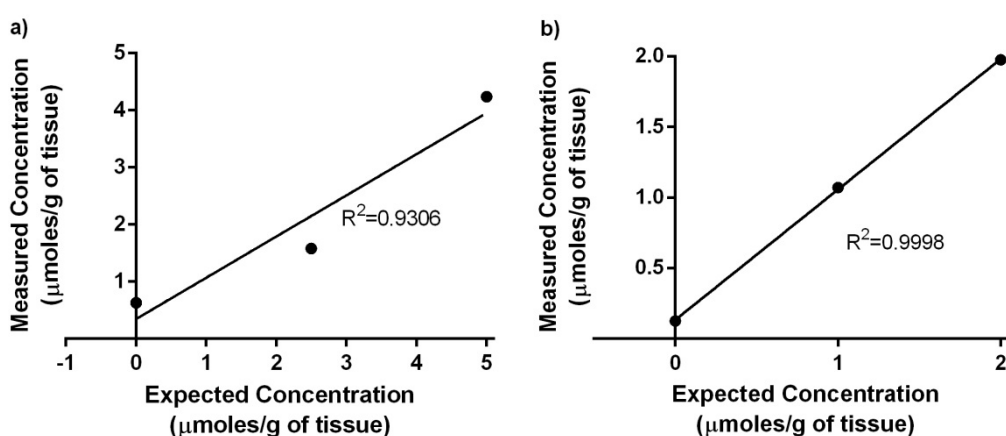 a)
Measured Concentration
(μmoles/g of tissue)
5
4
3
2
1
R²=0.9306
-1 0 1 2 3 4 5
Expected Concentration
(μmoles/g of tissue)
b)
Measured Concentration
(μmoles/g of tissue)
2.0
1.5
1.0
0.5
R²=0.9998
0 1 2
Expected Concentration
(μmoles/g of tissue)